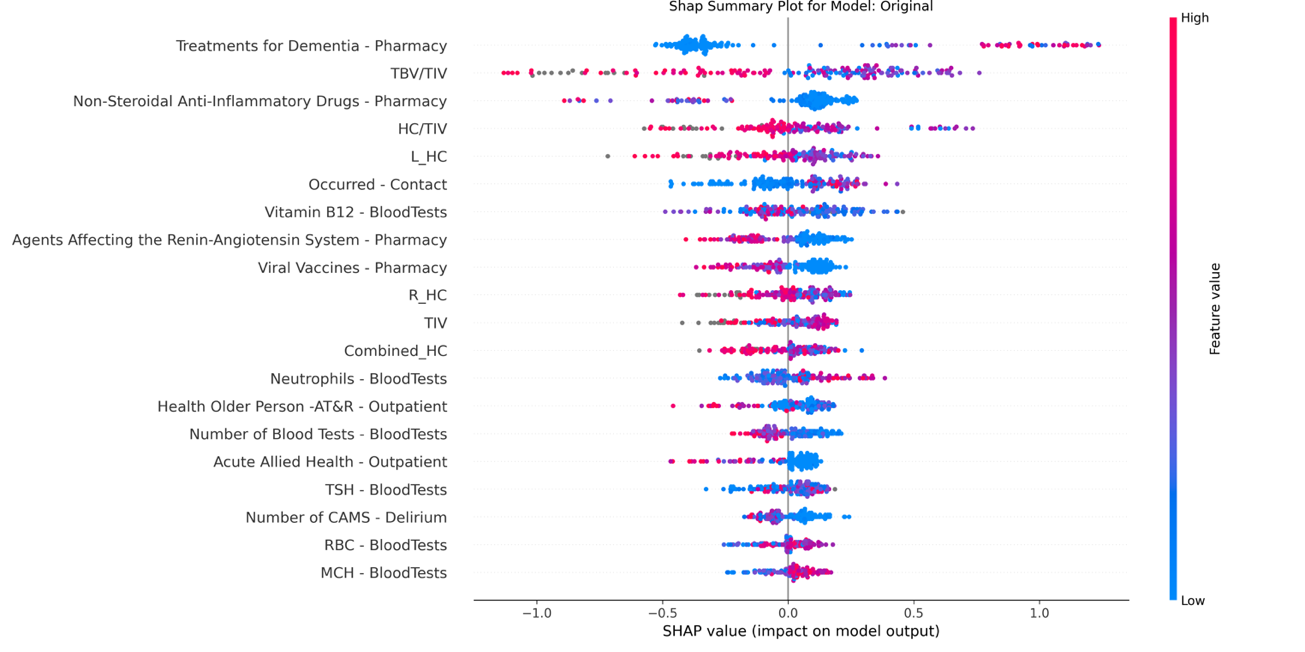 Shap Summary Plot for Model: Original
High
Treatments for Dementia - Pharmacy
TBV/TIV
Non-Steroidal Anti-Inflammatory Drugs - Pharmacy
HC/TIV
L_HC
Occurred - Contact
Vitamin B12 - BloodTests
Agents Affecting the Renin-Angiotensin System - Pharmacy
Viral Vaccines - Pharmacy
R_HC
TIV
Combined_HC
Neutrophils - BloodTests
Health Older Person -AT&R - Outpatient
Number of Blood Tests - BloodTests
Acute Allied Health - Outpatient
TSH - BloodTests
Number of CAMS - Delirium
RBC - BloodTests
MCH - BloodTests
Feature value
Low
−1.0 −0.5 0.0 0.5 1.0
SHAP value (impact on model output)